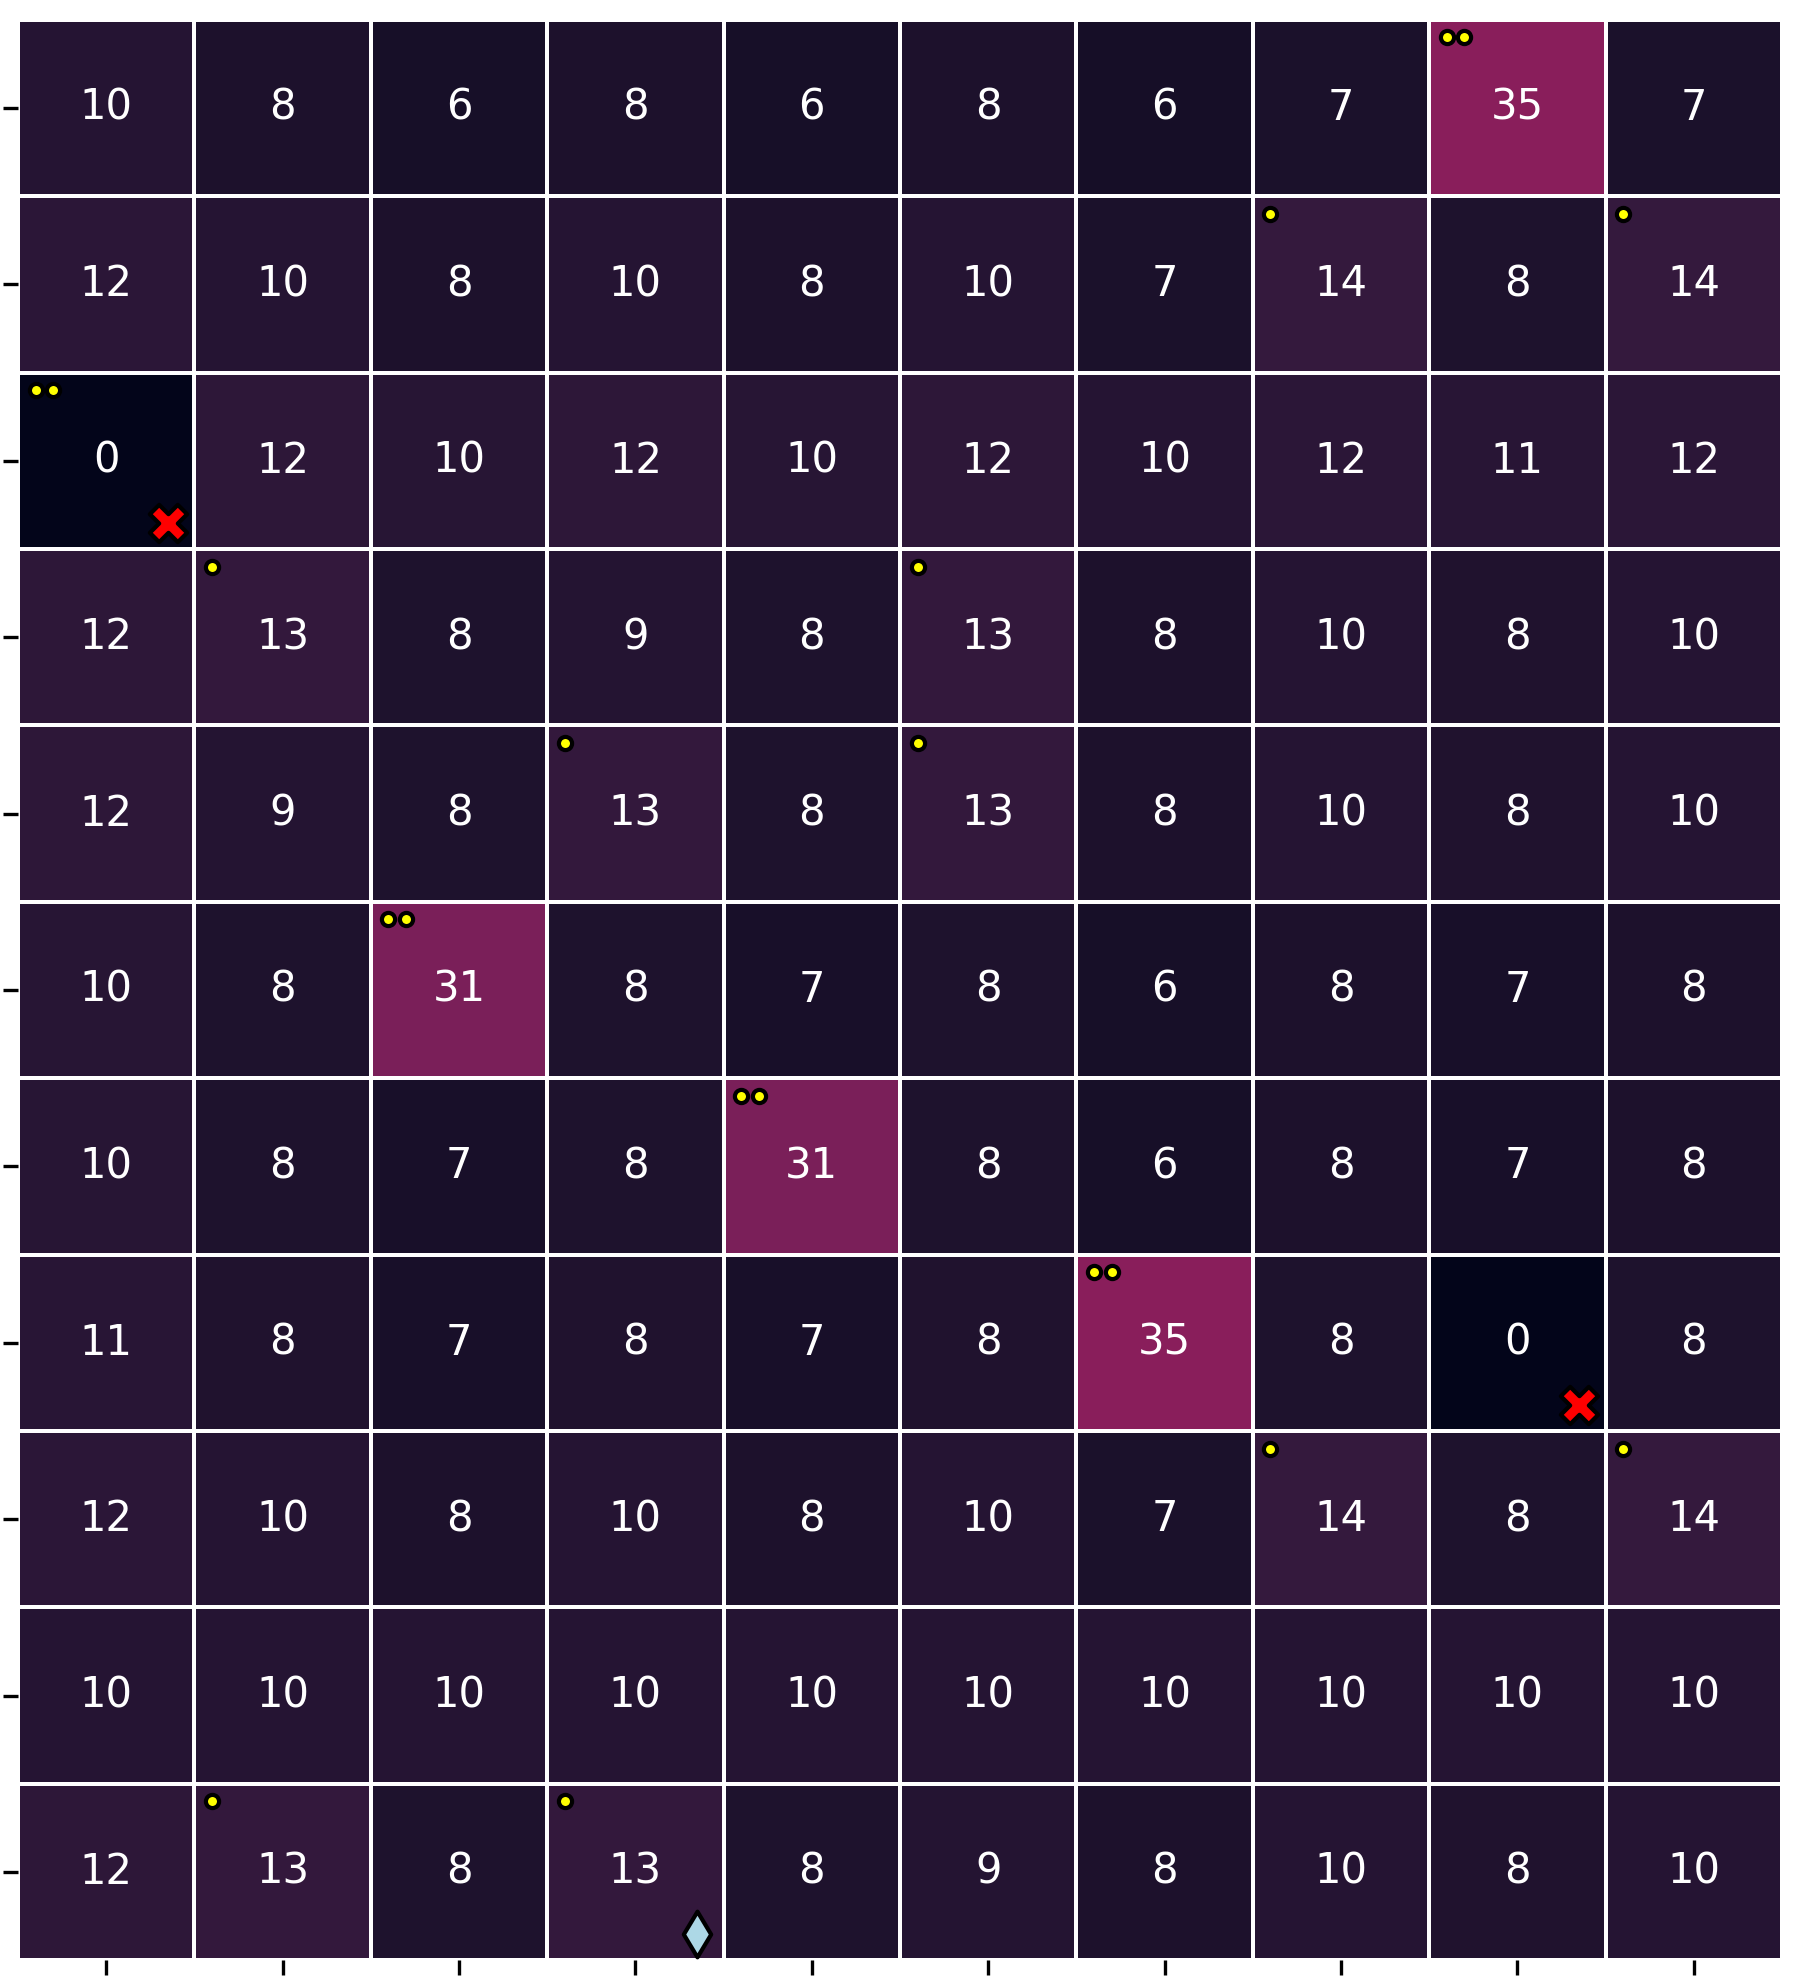 10 8 6 8 6 8 6 7 35 7
12 10 8 10 8 10 7 14 8 14
0 12 10 12 10 12 10 12 11 12
12 13 8 9 8 13 8 10 8 10
12 9 8 13 8 13 8 10 8 10
10 8 31 8 7 8 6 8 7 8
10 8 7 8 31 8 6 8 7 8
11 8 7 8 7 8 35 8 0 8
12 10 8 10 8 10 7 14 8 14
10 10 10 10 10 10 10 10 10 10
12 13 8 13 8 9 8 10 8 10